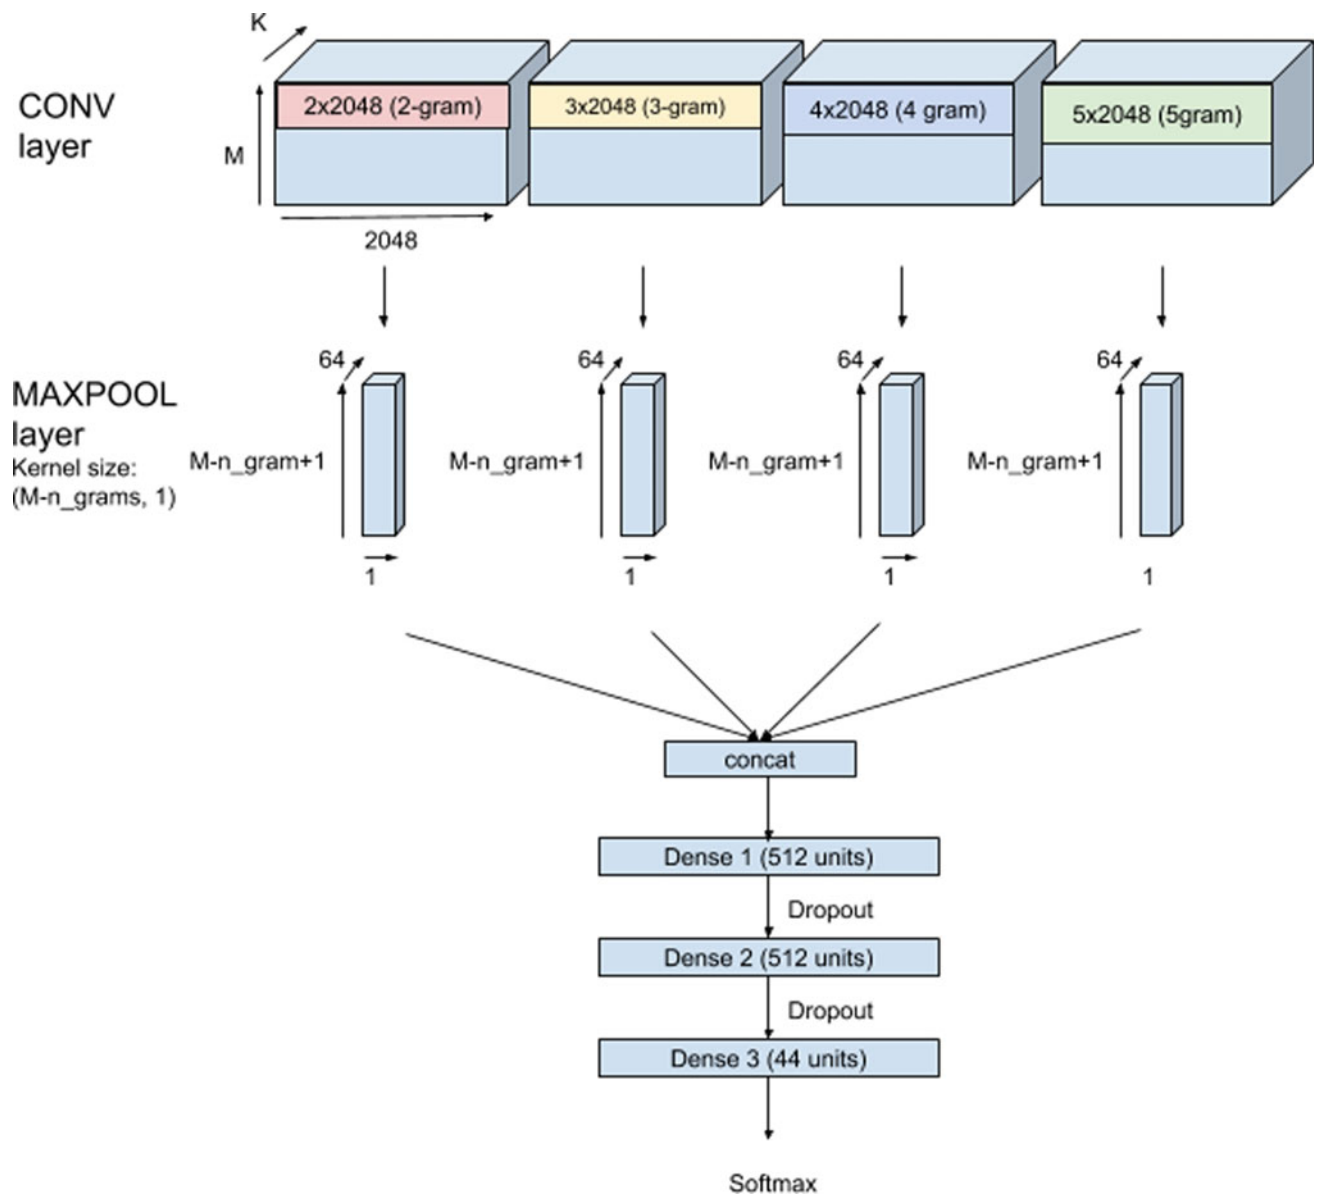 K
CONV
layer
2x2048 (2-gram)
3x2048 (3-gram)
4x2048 (4 gram)
5x2048 (5gram)
M
2048
MAXPOOL
layer
Kernel size:
(M-n_grams, 1)
64
64
64
64
M-n_gram+1
M-n_gram+1
M-n_gram+1
M-n_gram+1
1
1
1
1
concat
Dense 1 (512 units)
Dropout
Dense 2 (512 units)
Dropout
Dense 3 (44 units)
Softmax